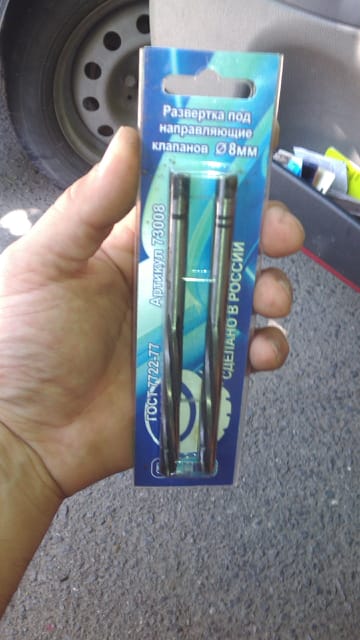 Развертка под
направляющие
клапанов Ø 8мм
Артикул 73008
ГОСТ 7722-77
СДЕЛАНО В РОССИИ